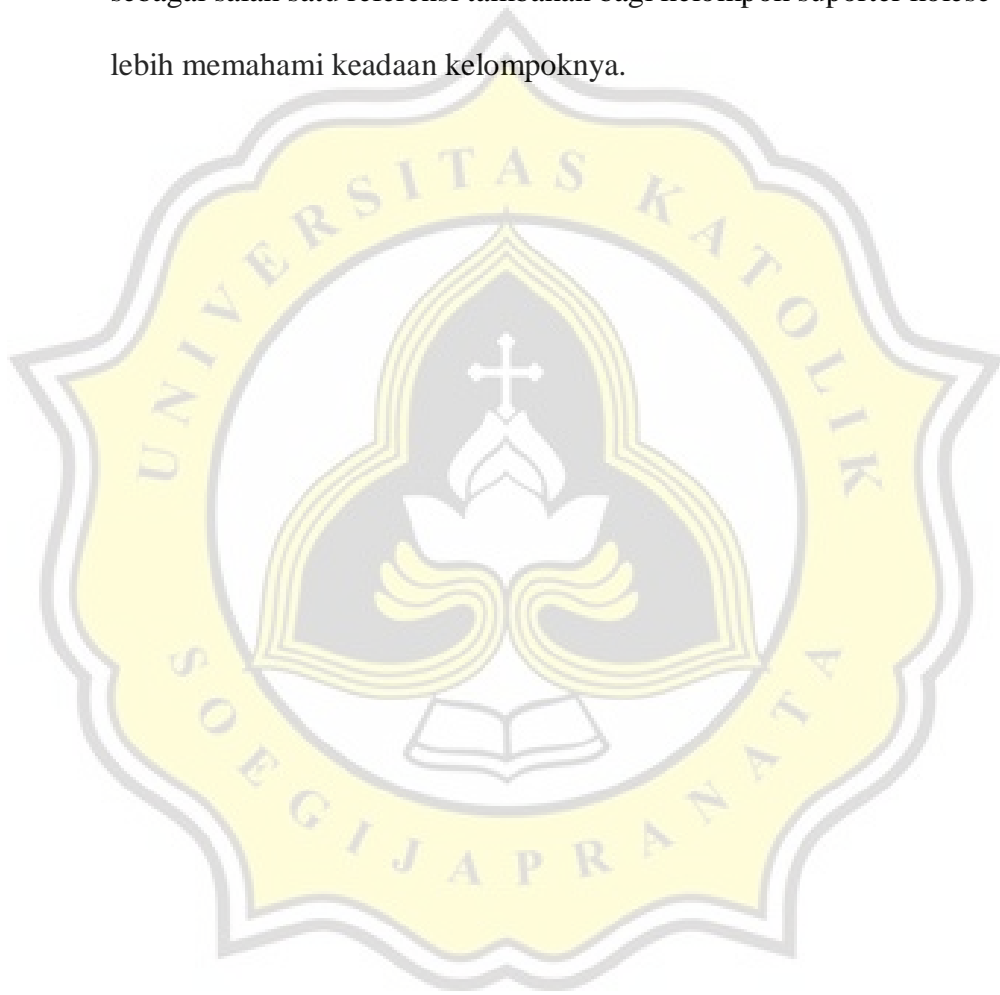 sebagai salah satu referensi tambahan bagi kelompok suporter
lebih memahami keadaan kelompoknya.
UNIVERSITAS KATOLIK
SOEGIJAPRANATA